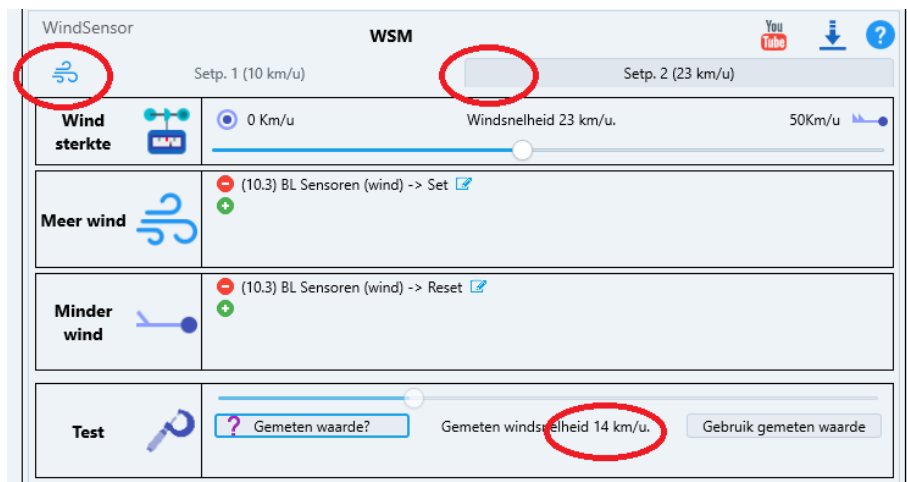 WindSensor
WSM
You
Tube
?
Setp. 1 (10 km/u)
Setp. 2 (23 km/u)
Wind
sterkte
0 Km/u
Windsnelheid 23 km/u.
50Km/u
Meer wind
(10.3) BL Sensoren (wind) -> Set
Minder
wind
(10.3) BL Sensoren (wind) -> Reset
Test
? Gemeten waarde?
Gemeten windsnelheid 14 km/u.
Gebruik gemeten waarde